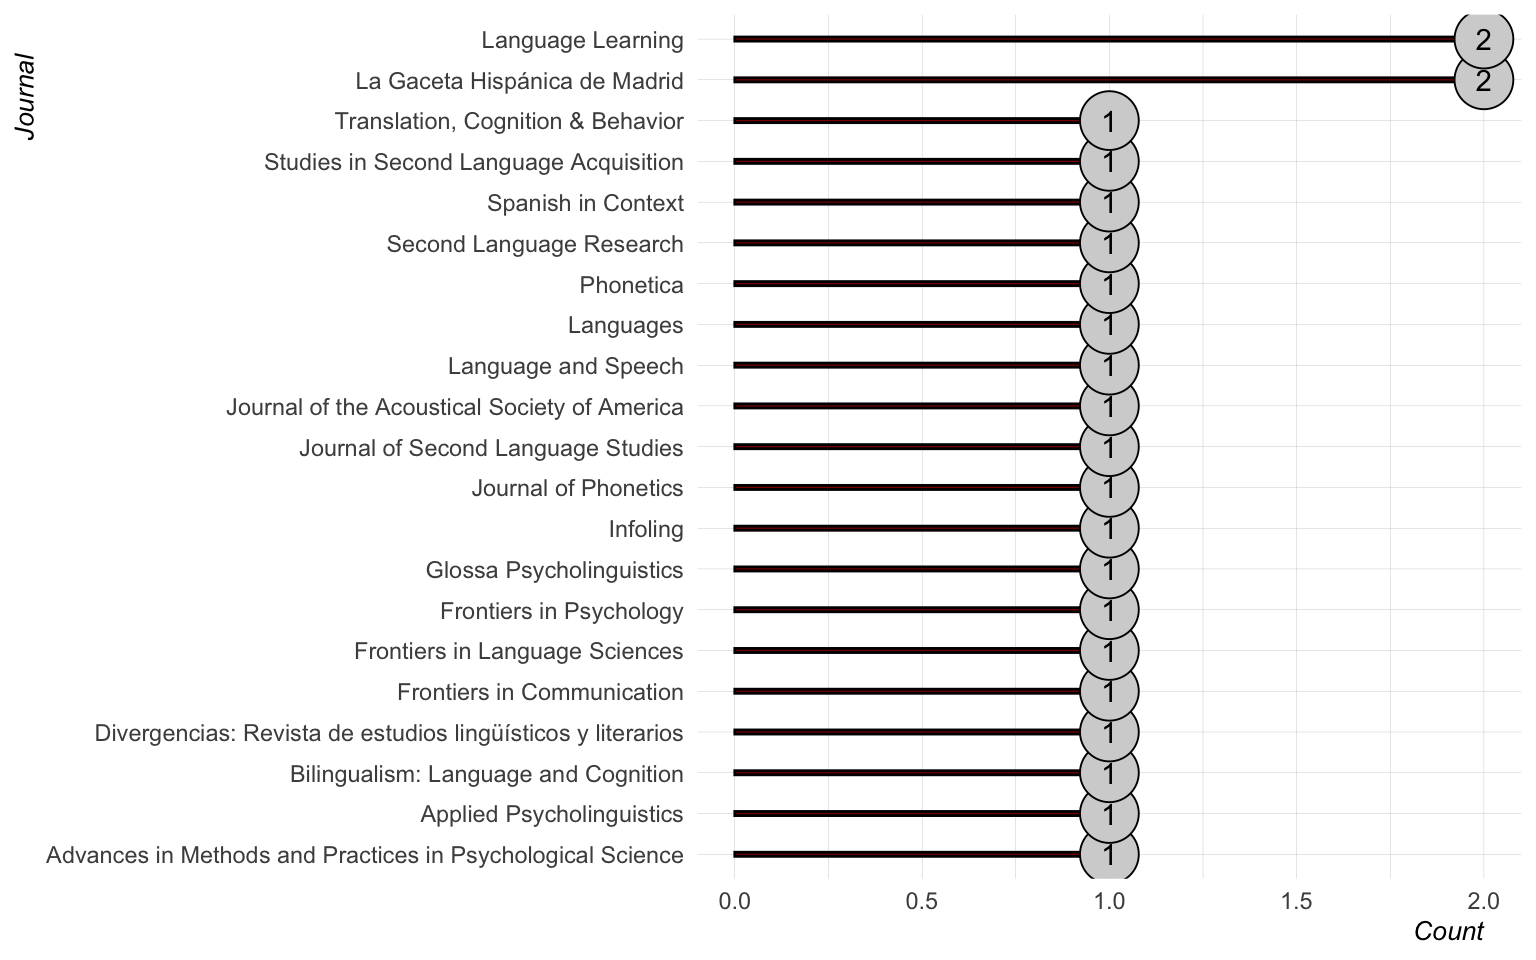 Journal
Language Learning 2
La Gaceta Hispánica de Madrid 2
Translation, Cognition & Behavior 1
Studies in Second Language Acquisition 1
Spanish in Context 1
Second Language Research 1
Phonetica 1
Languages 1
Language and Speech 1
Journal of the Acoustical Society of America 1
Journal of Second Language Studies 1
Journal of Phonetics 1
Infoling 1
Glossa Psycholinguistics 1
Frontiers in Psychology 1
Frontiers in Language Sciences 1
Frontiers in Communication 1
Divergencias: Revista de estudios lingüísticos y literarios 1
Bilingualism: Language and Cognition 1
Applied Psycholinguistics 1
Advances in Methods and Practices in Psychological Science 1
0.0 0.5 1.0 1.5 2.0
Count